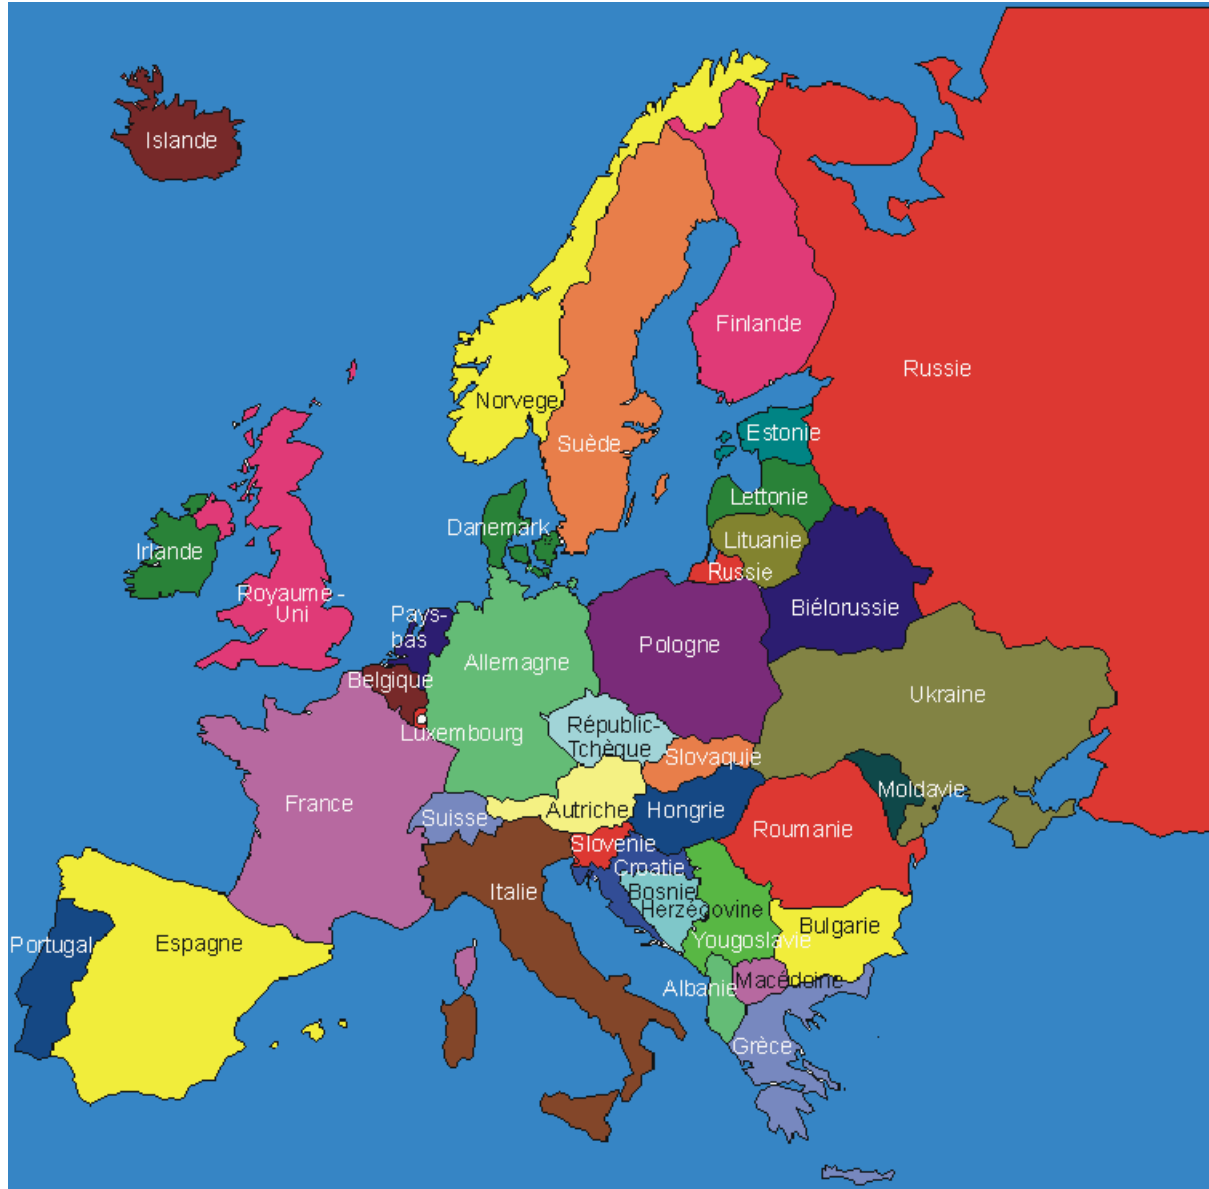 Islande
Finlande
Russie
Norvege
Suède
Estonie
Lettonie
Danemark
Lituanie
Irlande
Russie
Royaume-
Uni
Biélorussie
Pays-
bas
Pologne
Allemagne
Belgique
Ukraine
Républic-
Tchèque
Luxembourg
Slovaquie
Moldavie
France
Autriche
Hongrie
Suisse
Roumanie
Slovenie
Croatie
Italie
Bosnie
Herzégovine
Bulgarie
Portugal
Espagne
Yougoslavie
Macédoine
Albanie
Grèce